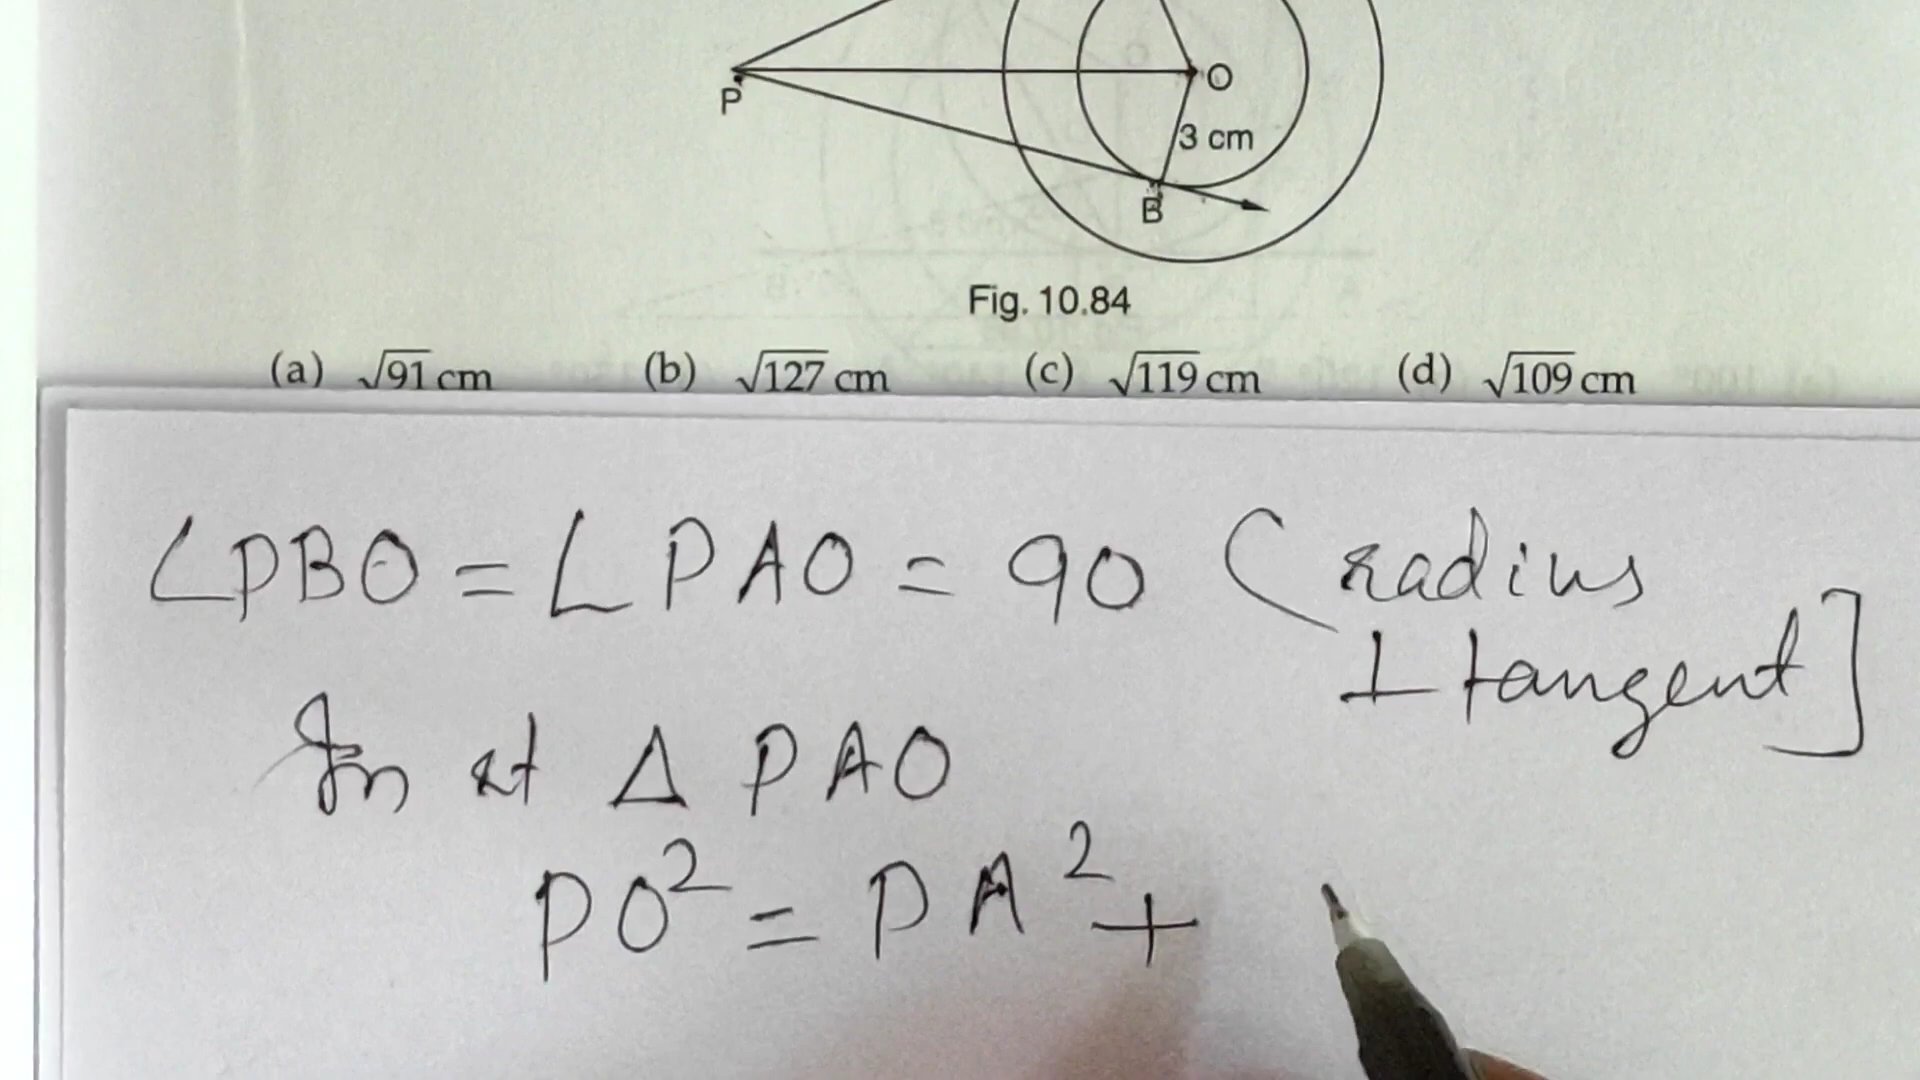 P
O
3 cm
B
Fig. 10.84
(a) √91 cm (b) √127 cm (c) √119 cm (d) √109 cm
∠PBO = ∠PAO = 90 (radius
⊥ tangent]
In rt Δ PAO
PO² = PA² +